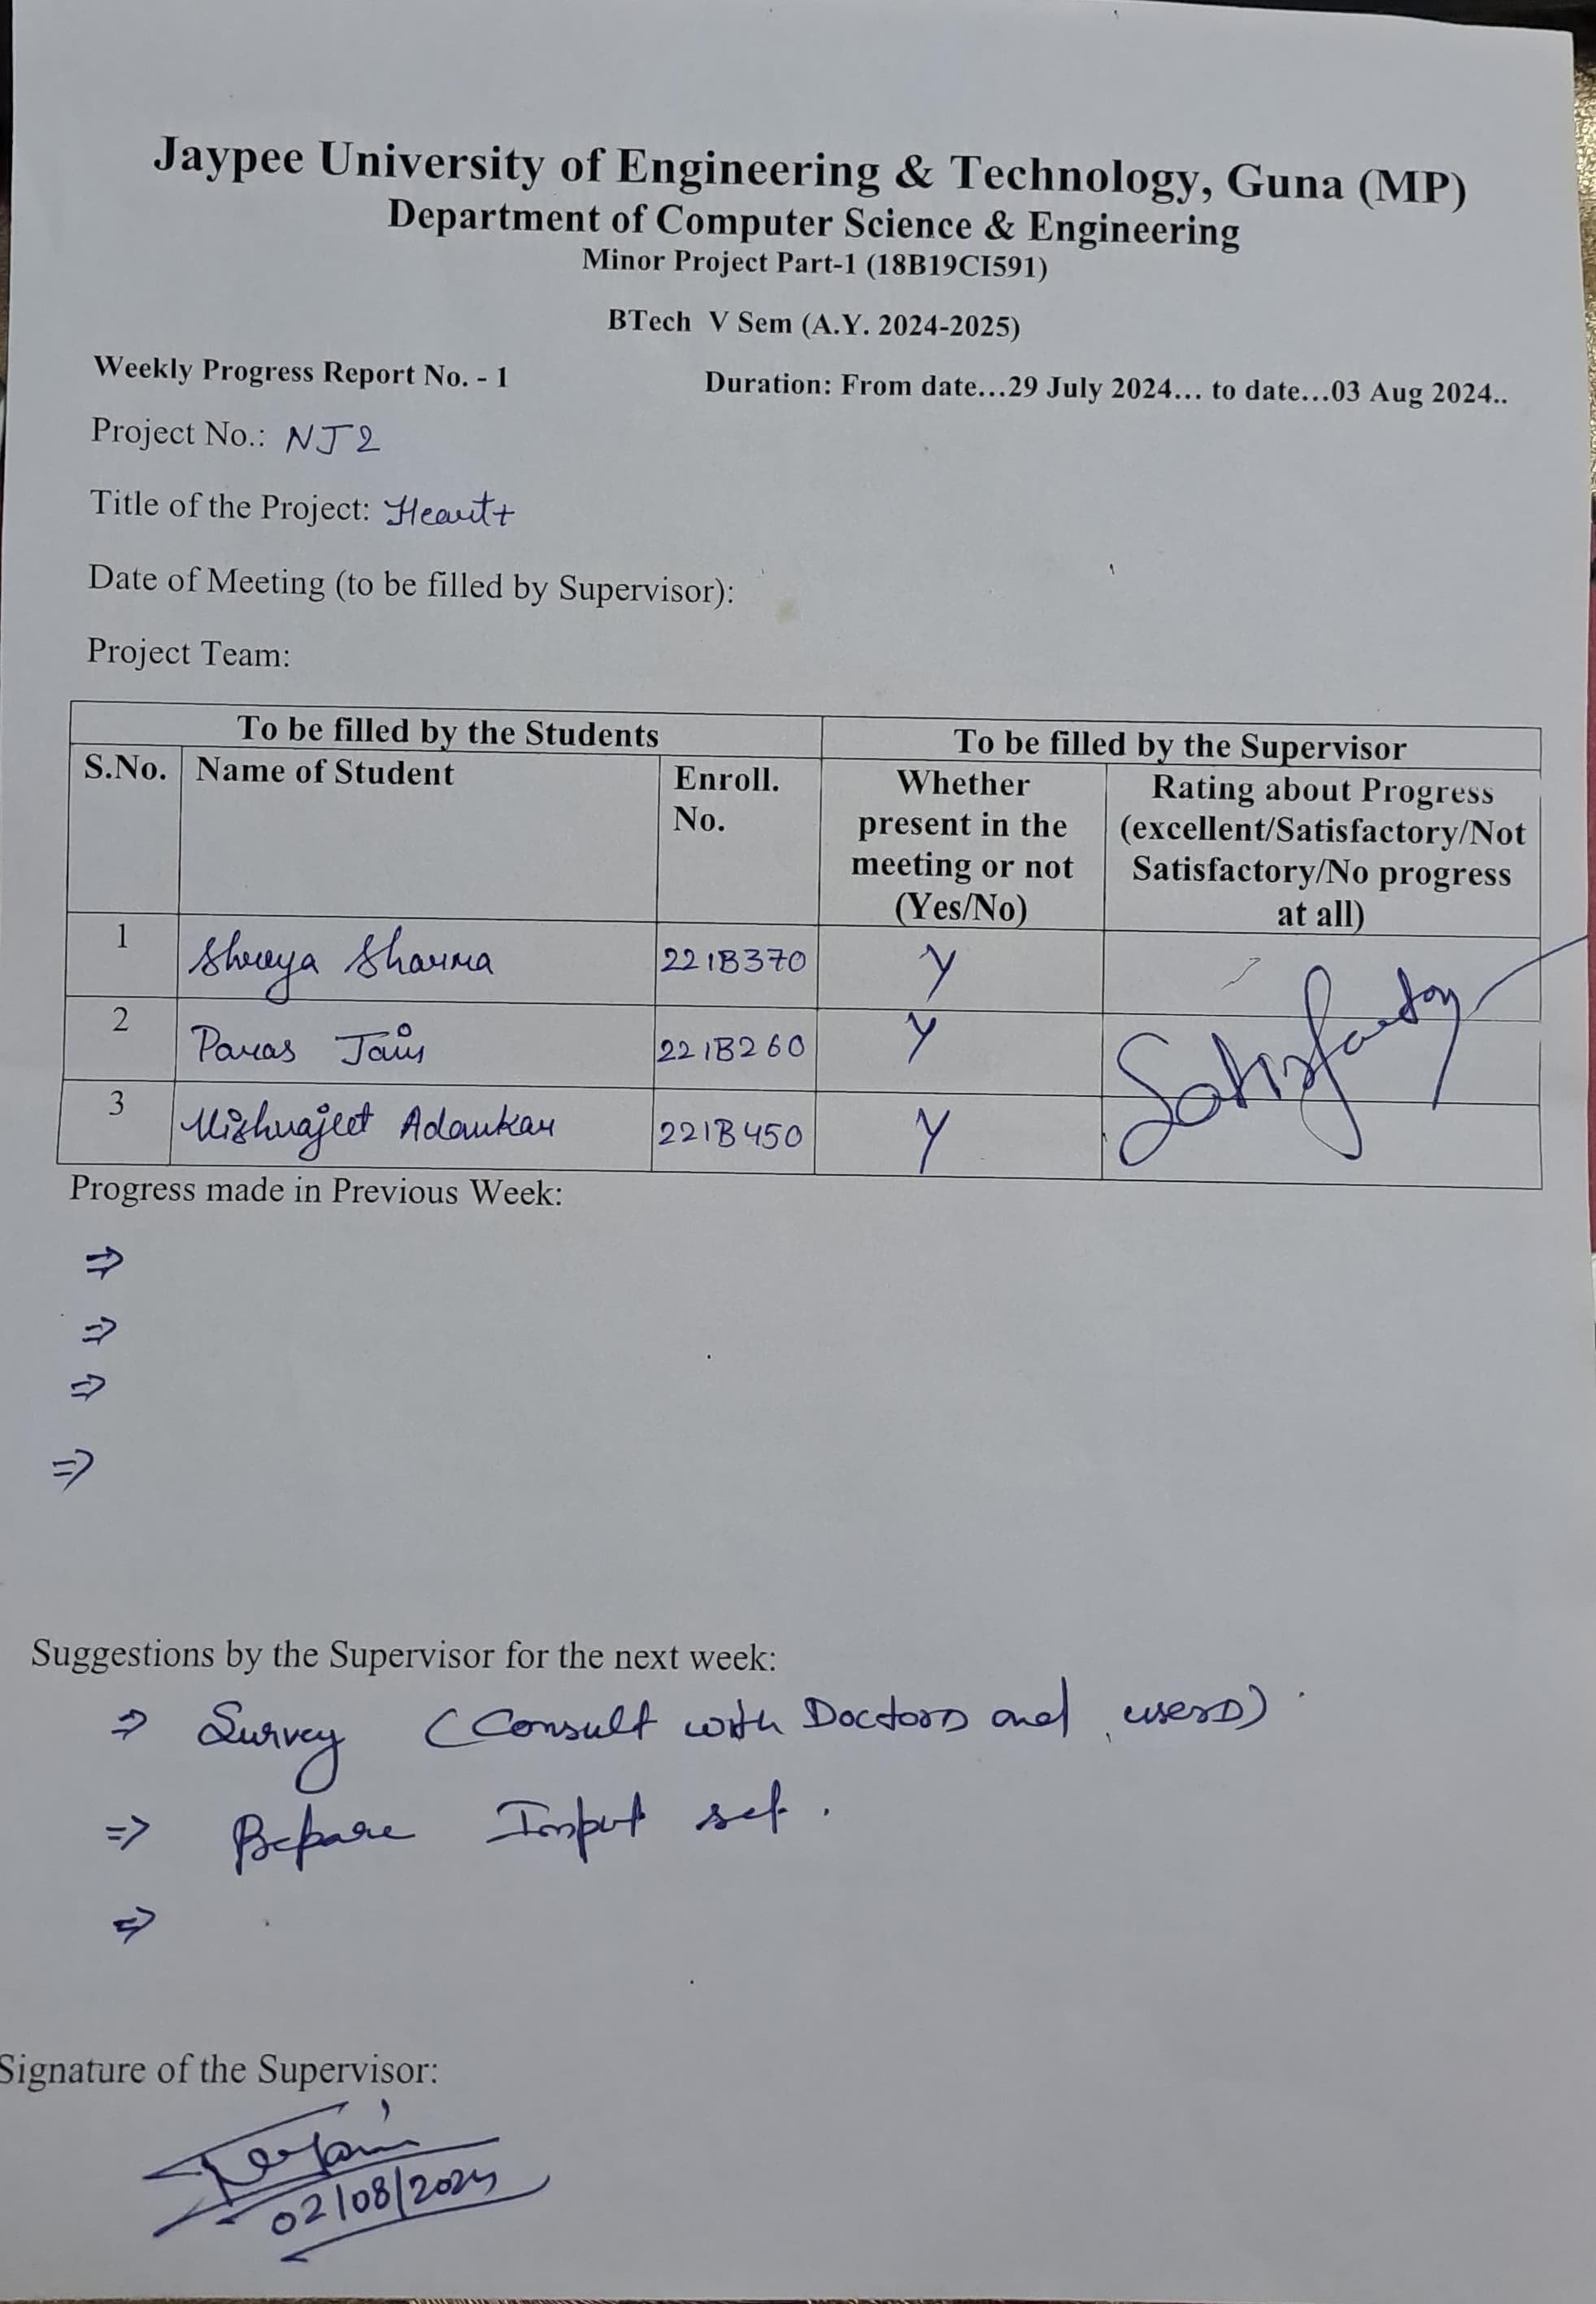 Jaypee University of Engineering & Technology, Guna (MP)
Department of Computer Science & Engineering
Minor Project Part-1 (18B19CI591)
BTech V Sem (A.Y. 2024-2025)
Weekly Progress Report No. - 1
Duration: From date...29 July 2024... to date...03 Aug 2024..
Project No.: NJ2
Title of the Project: Heart+
Date of Meeting (to be filled by Supervisor):
Project Team:
To be filled by the Students To be filled by the Supervisor
S.No. Name of Student Enroll. No. Whether present in the meeting or not (Yes/No) Rating about Progress (excellent/Satisfactory/Not Satisfactory/No progress at all)
1 Shreya Sharma 221B370 Y
2 Paras Jain 221B260 Y Satisfactory
3 Vishwajeet Adawkar 221B450 Y
Progress made in Previous Week:
⇒
⇒
⇒
⇒
Suggestions by the Supervisor for the next week:
⇒ Survey (Consult with Doctors and users)
⇒ Prepare Input set.
⇒
Signature of the Supervisor:
02/08/2024